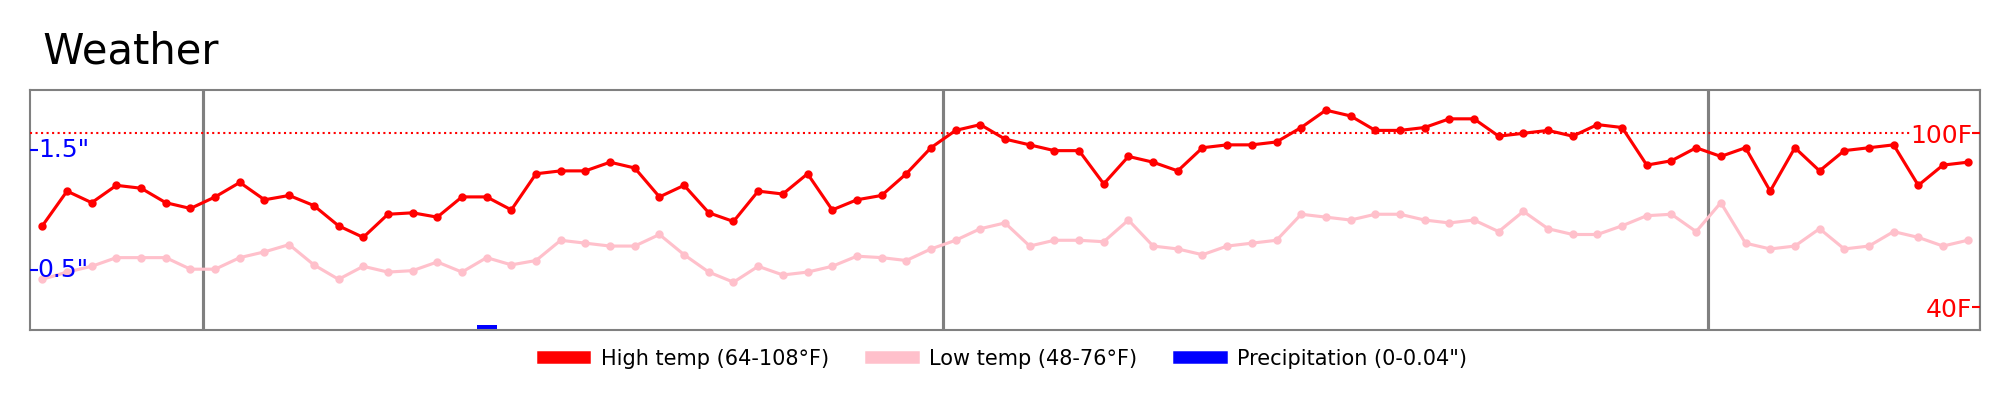 Weather
1.5"
100F
0.5"
40F
High temp (64-108°F) Low temp (48-76°F) Precipitation (0-0.04")